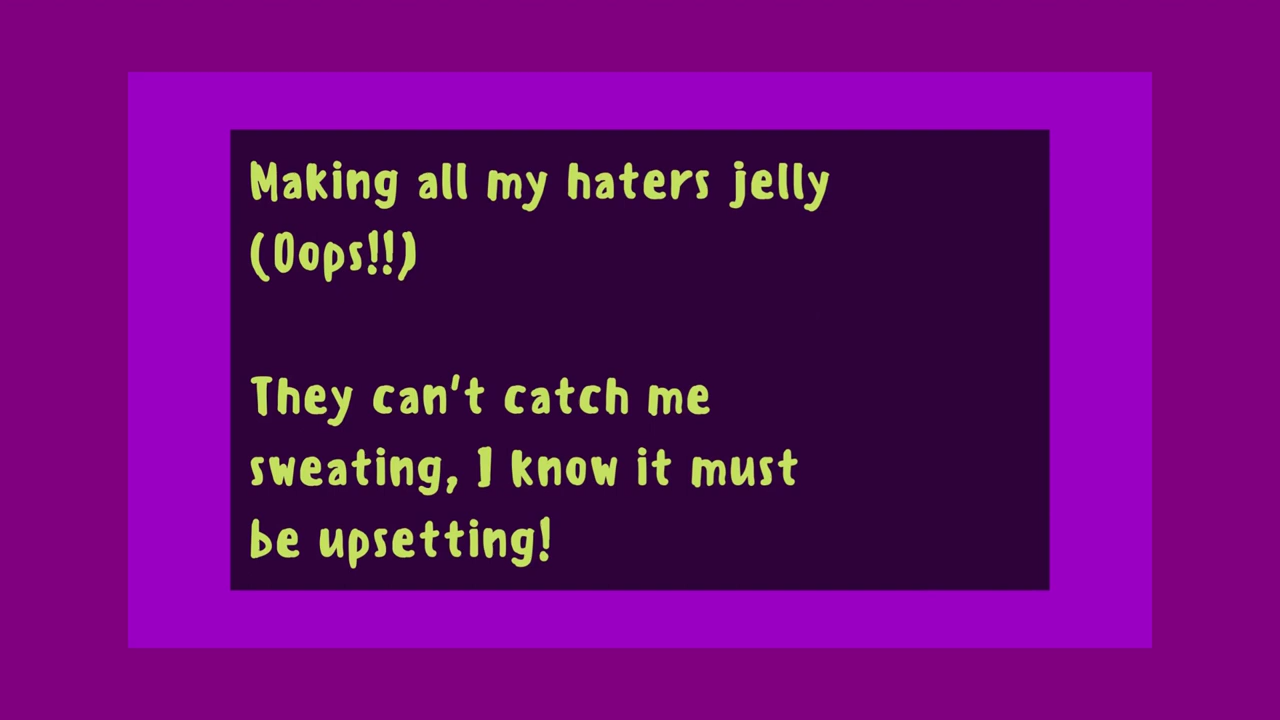 Making all my haters jelly
(Oops!!)
They can't catch me
sweating, I know it must
be upsetting!